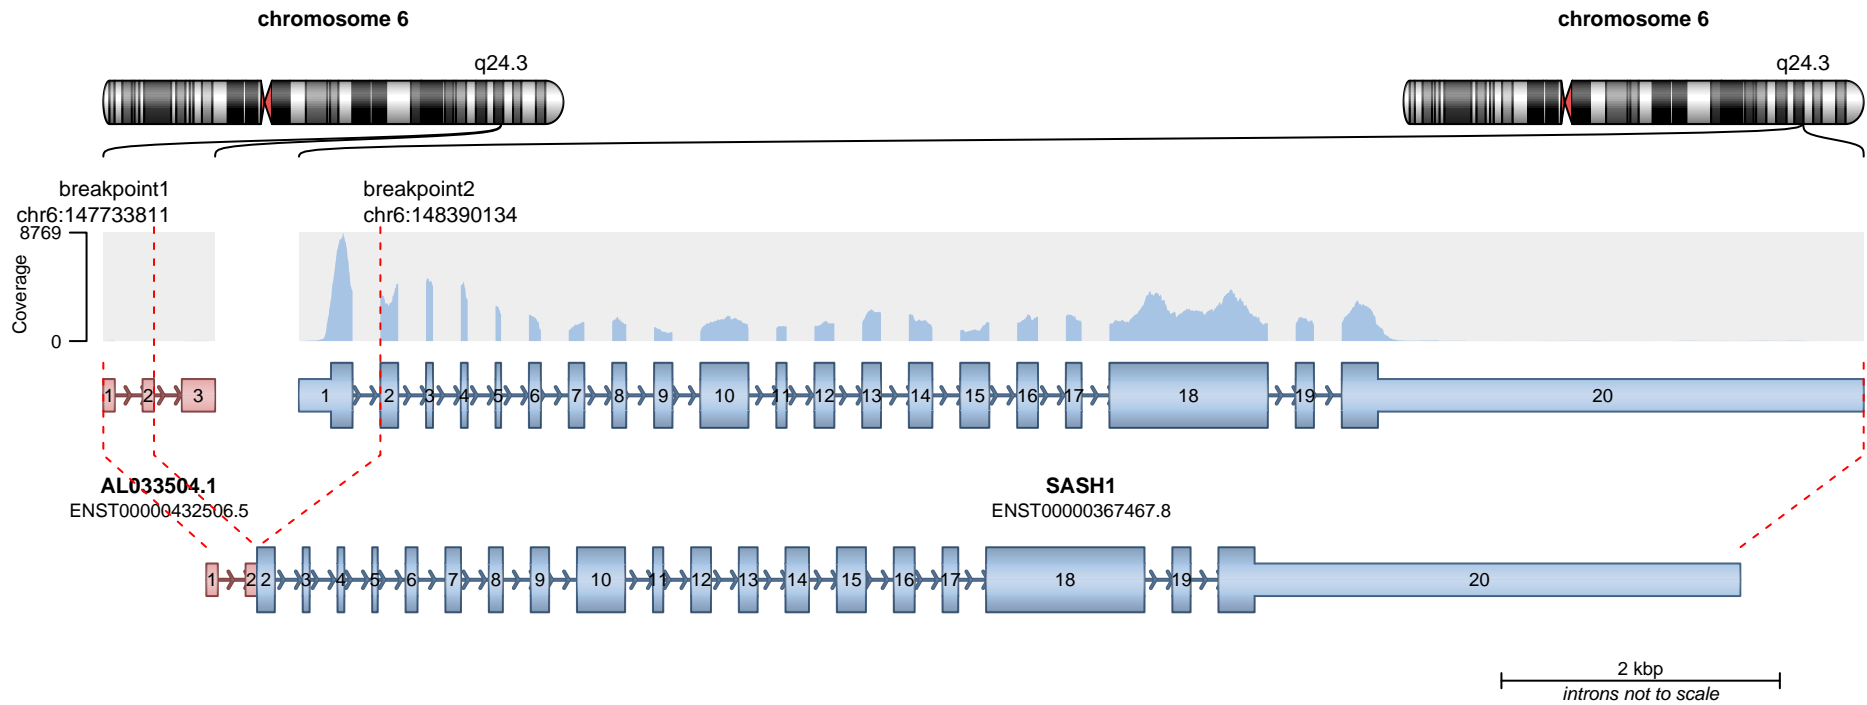 chromosome 6
chromosome 6
q24.3
q24.3
breakpoint1
chr6:147733811
breakpoint2
chr6:148390134
8769
Coverage
0
1 2 3
1 2 3 4 5 6 7 8 9 10 11 12 13 14 15 16 17 18 19 20
AL033504.1
ENST00000432506.5
SASH1
ENST00000367467.8
1 2 2 3 4 5 6 7 8 9 10 11 12 13 14 15 16 17 18 19 20
2 kbp
introns not to scale